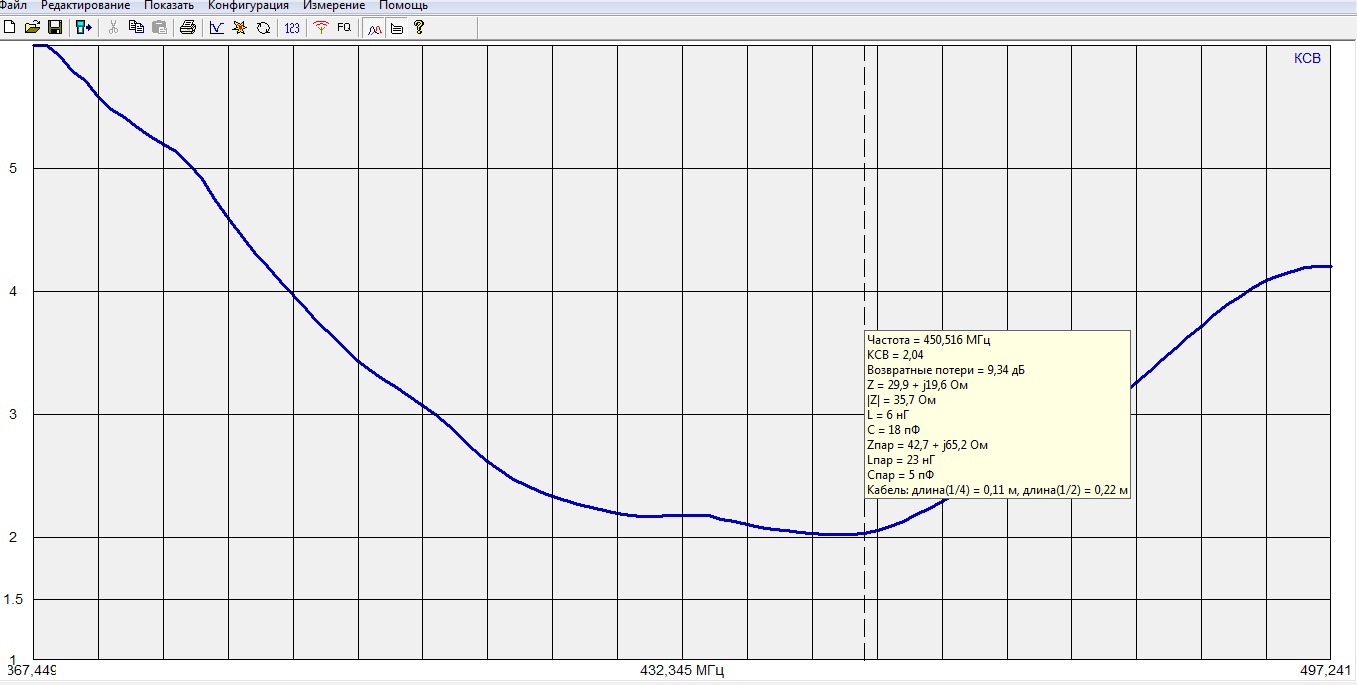 Файл Редактирование Показать Конфигурация Измерение Помощь
123 FQ ?
КСВ
5
4
3
2
1.5
1
Частота = 450,516 МГц
КСВ = 2,04
Возвратные потери = 9,34 дБ
Z = 29,9 + j19,6 Ом
|Z| = 35,7 Ом
L = 6 нГ
C = 18 пФ
Zпар = 42,7 + j65,2 Ом
Lпар = 23 нГ
Cпар = 5 пФ
Кабель: длина(1/4) = 0,11 м, длина(1/2) = 0,22 м
367,449 432,345 МГц 497,241